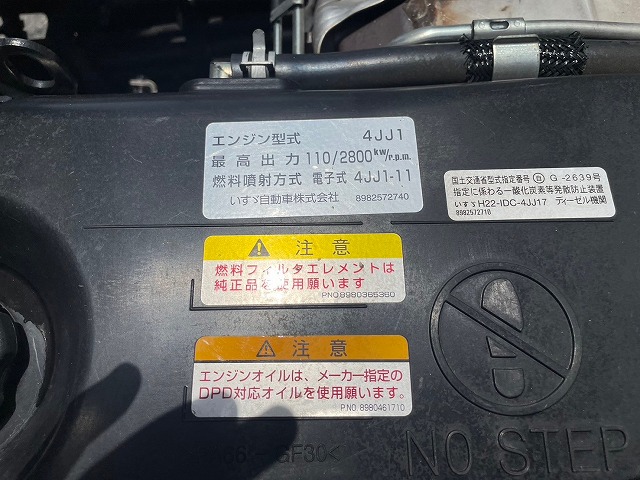 エンジン型式 4JJ1
最高出力 110/2800kw/r.p.m.
燃料噴射方式 電子式 4JJ1-11
いすゞ自動車株式会社 8982572740
国土交通省型式指定番号 自 G -2639号
指定に係わる一酸化炭素等発散防止装置
いすゞ H22-IDC-4JJ17 ディーゼル機関
8982572710
注意
燃料フィルタエレメントは
純正品を使用願います
PNO.8980365380
注意
エンジンオイルは、メーカー指定の
DPD対応オイルを使用願います。
P.NO. 8980461710
GF30<
NO STEP